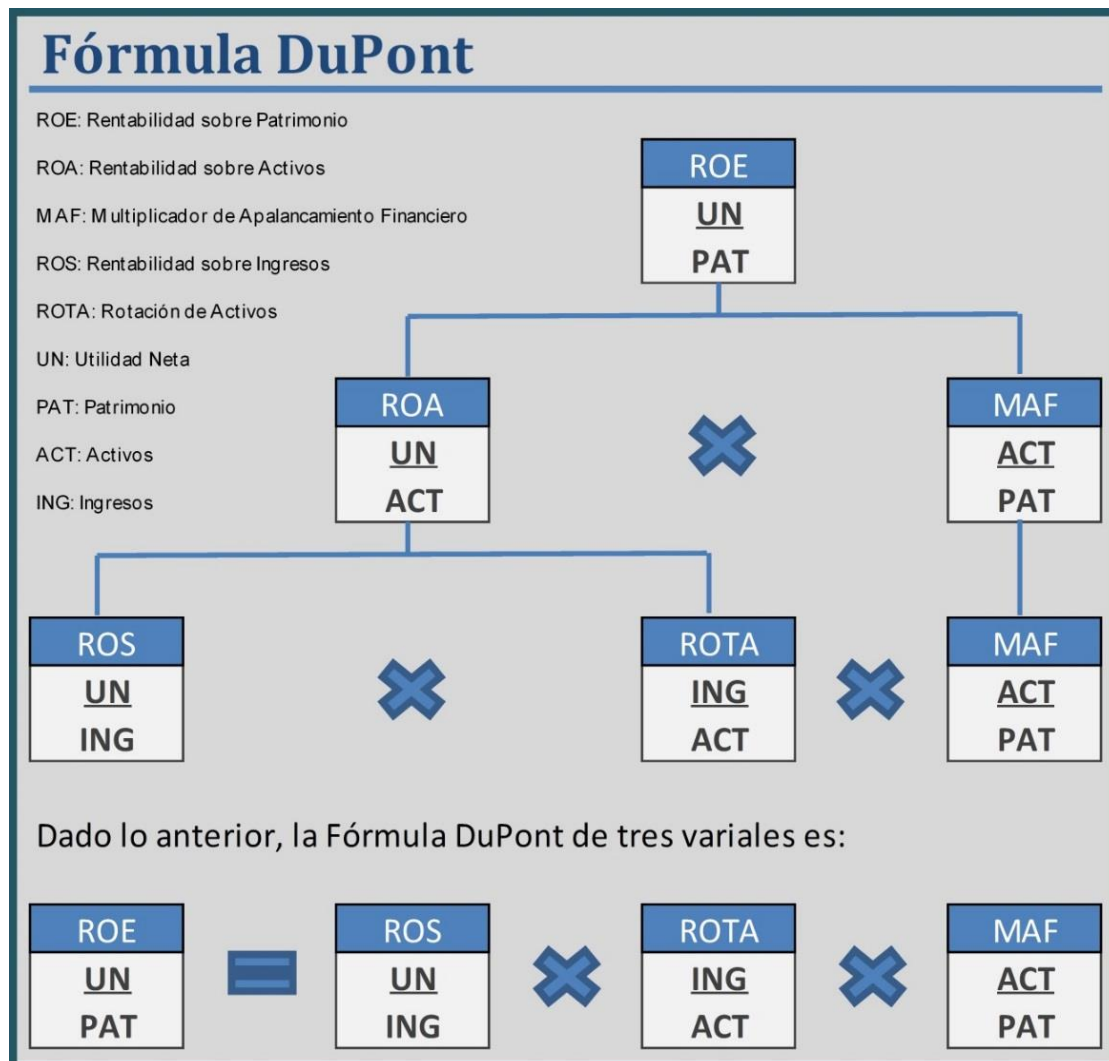 Fórmula DuPont
ROE: Rentabilidad sobre Patrimonio
ROA: Rentabilidad sobre Activos
MAF: Multiplicador de Apalancamiento Financiero
ROS: Rentabilidad sobre Ingresos
ROTA: Rotación de Activos
UN: Utilidad Neta
PAT: Patrimonio
ACT: Activos
ING: Ingresos
ROE
UN
PAT
ROA
UN
ACT
MAF
ACT
PAT
ROS
UN
ING
ROTA
ING
ACT
MAF
ACT
PAT
Dado lo anterior, la Fórmula DuPont de tres variales es:
ROE
UN
PAT
ROS
UN
ING
ROTA
ING
ACT
MAF
ACT
PAT